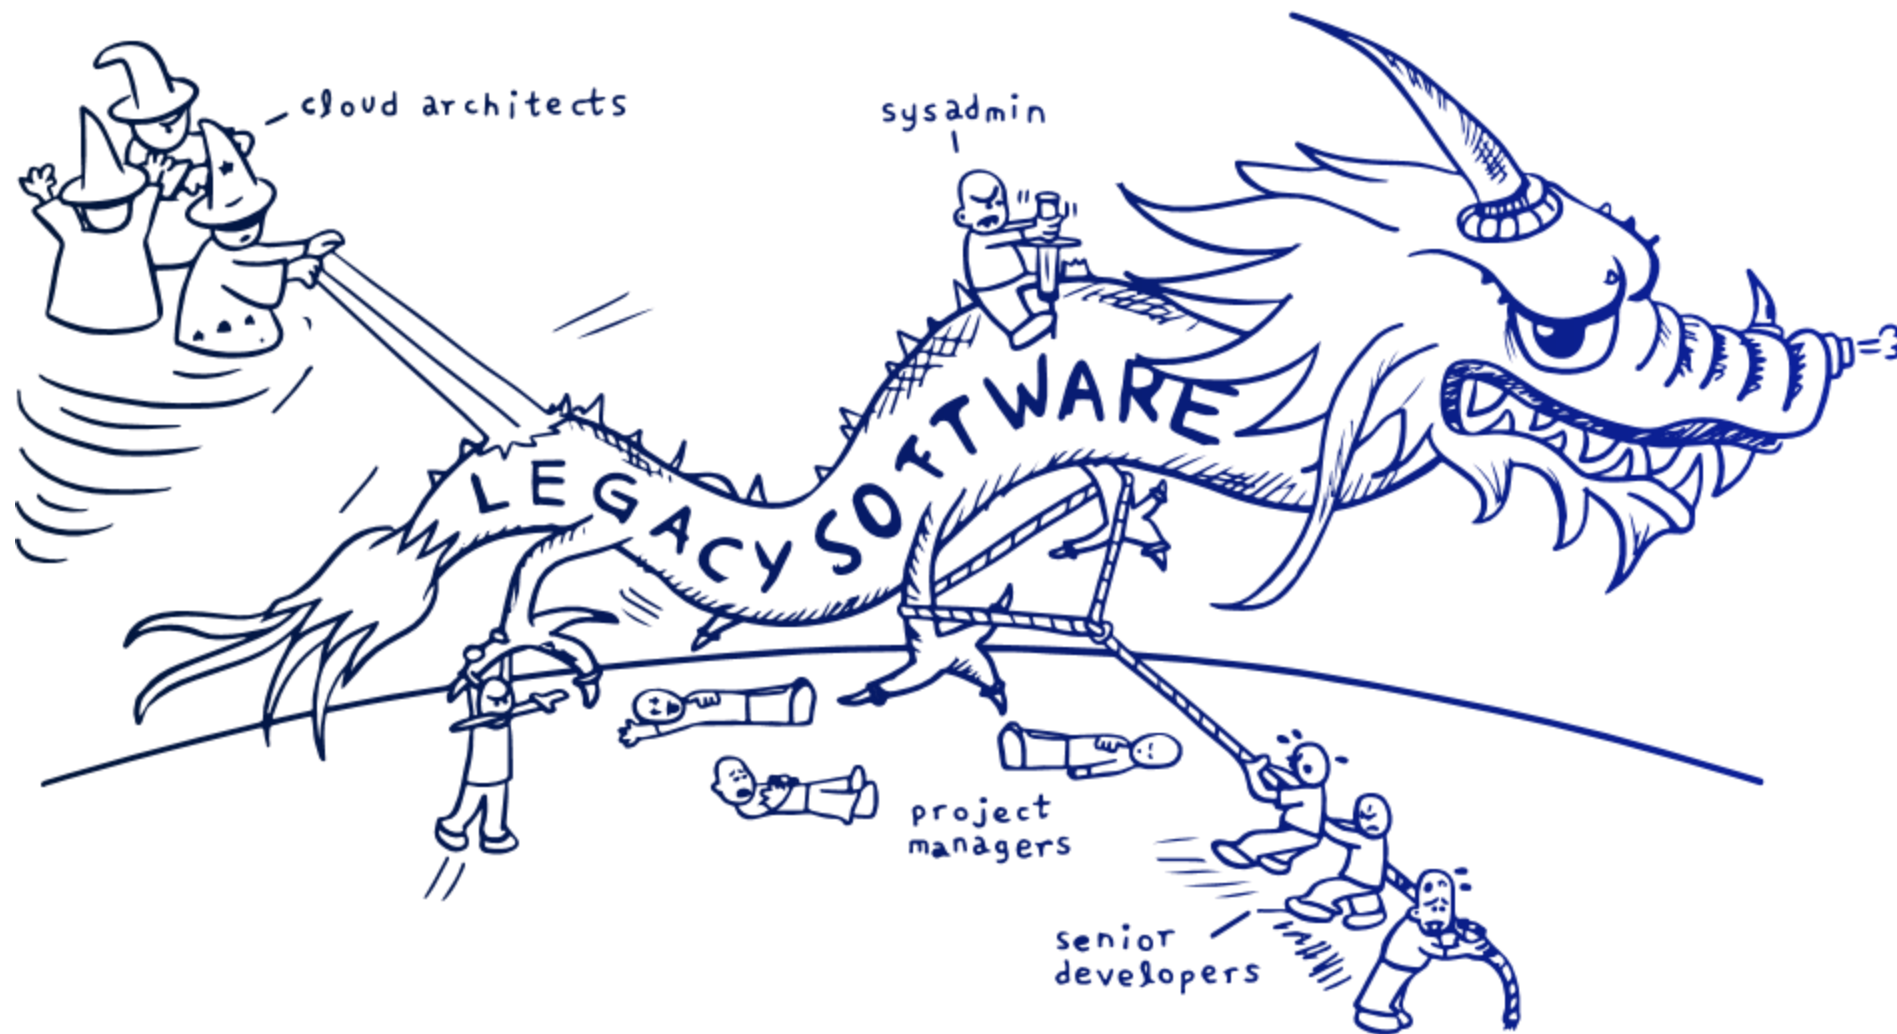 cloud architects
sysadmin
LEGACY SOFTWARE
project
managers
senior
developers